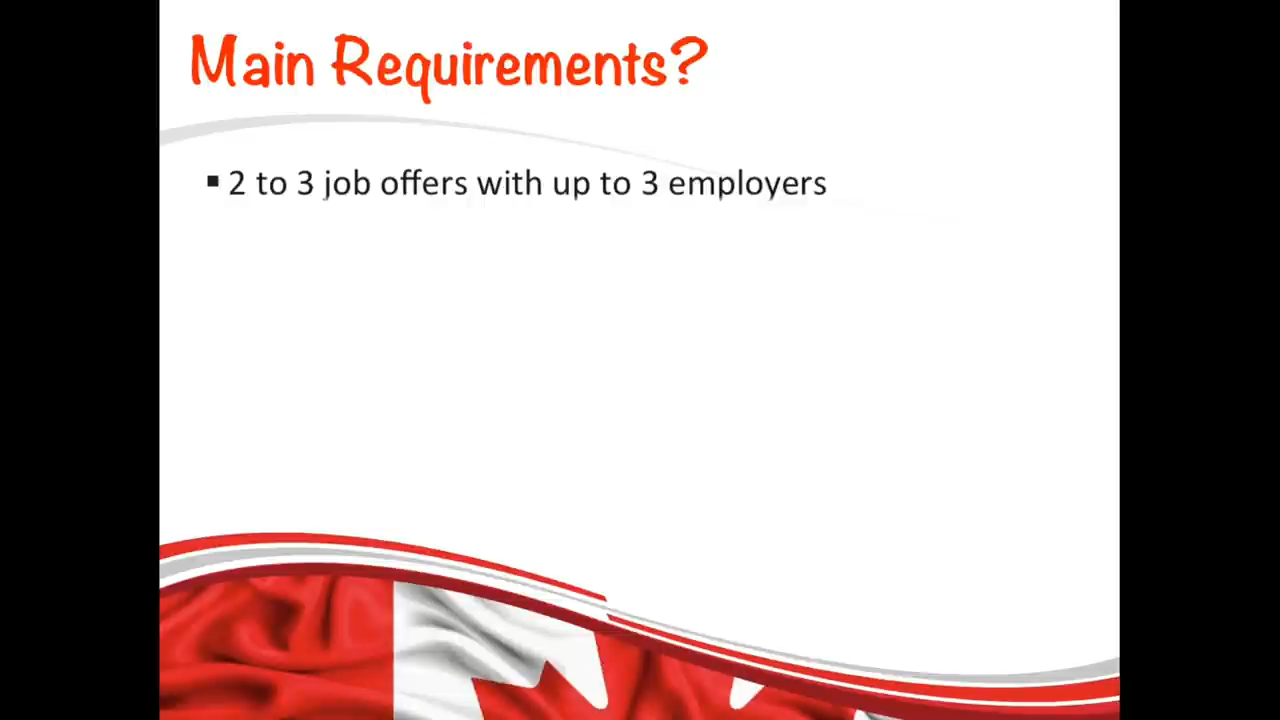 Main Requirements?
▪ 2 to 3 job offers with up to 3 employers